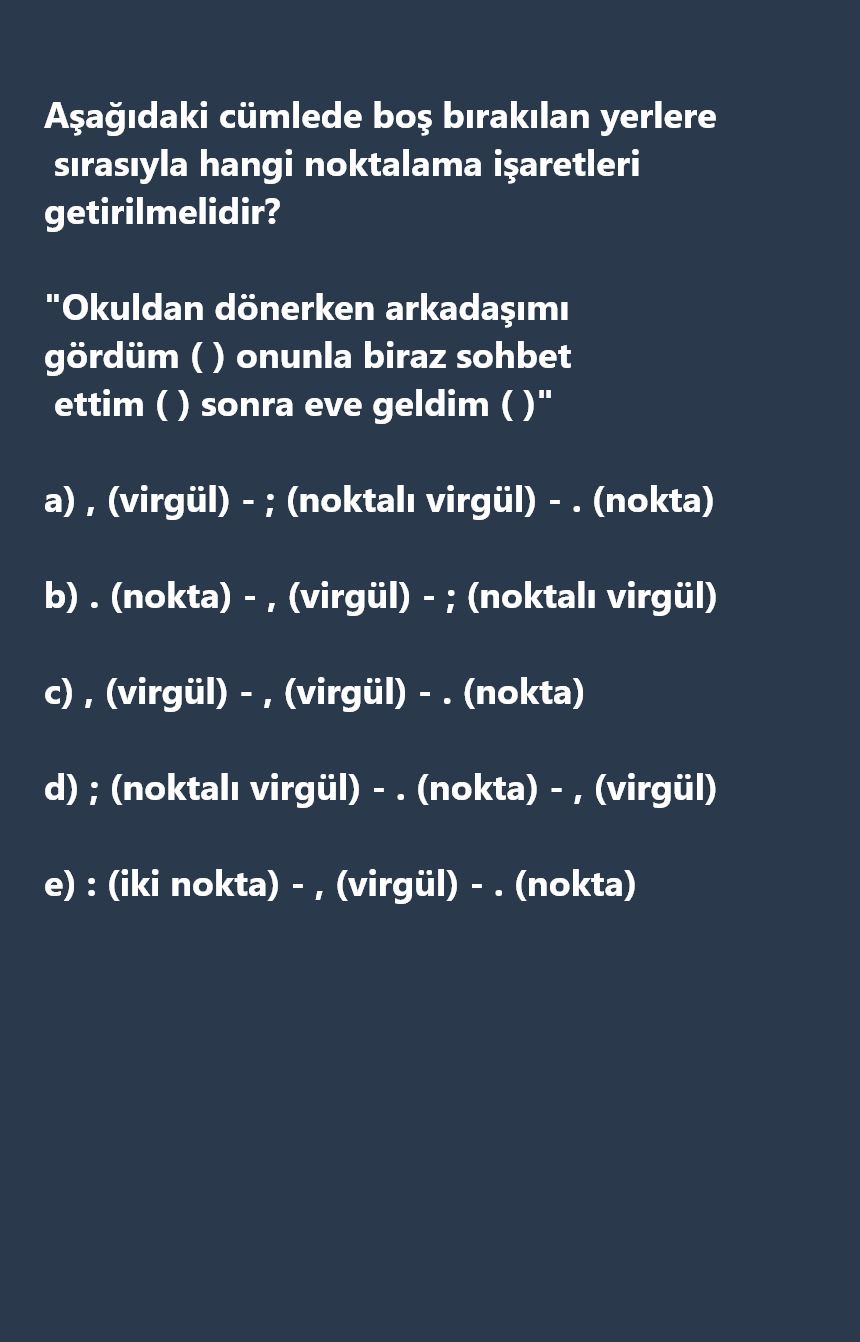 Aşağıdaki cümlede boş bırakılan yerlere
sırasıyla hangi noktalama işaretleri
getirilmelidir?
"Okuldan dönerken arkadaşımı
gördüm ( ) onunla biraz sohbet
ettim ( ) sonra eve geldim ( )"
a) , (virgül) - ; (noktalı virgül) - . (nokta)
b) . (nokta) - , (virgül) - ; (noktalı virgül)
c) , (virgül) - , (virgül) - . (nokta)
d) ; (noktalı virgül) - . (nokta) - , (virgül)
e) : (iki nokta) - , (virgül) - . (nokta)